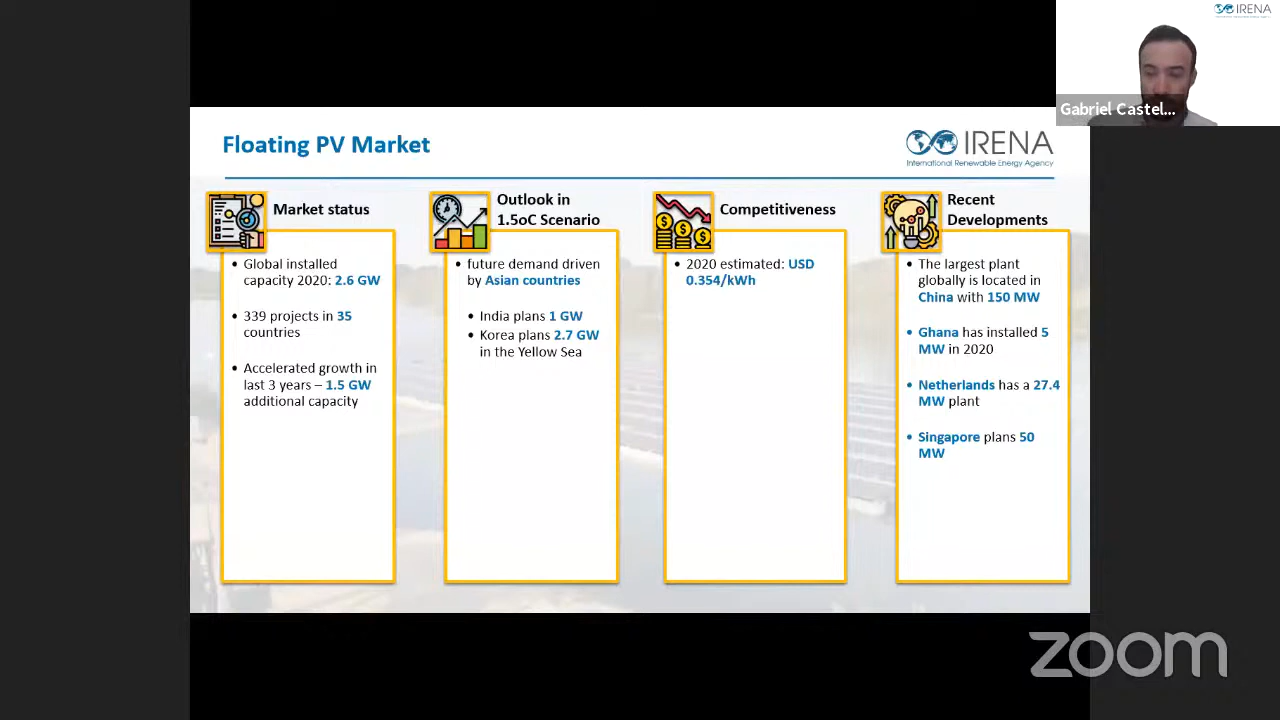 IRENA
Gabriel Castel...
Floating PV Market
IRENA
International Renewable Energy Agency
Market status
• Global installed
capacity 2020: 2.6 GW
• 339 projects in 35
countries
• Accelerated growth in
last 3 years – 1.5 GW
additional capacity
Outlook in
1.5oC Scenario
• future demand driven
by Asian countries
• India plans 1 GW
• Korea plans 2.7 GW
in the Yellow Sea
Competitiveness
• 2020 estimated: USD
0.354/kWh
Recent
Developments
• The largest plant
globally is located in
China with 150 MW
• Ghana has installed 5
MW in 2020
• Netherlands has a 27.4
MW plant
• Singapore plans 50
MW
zoom